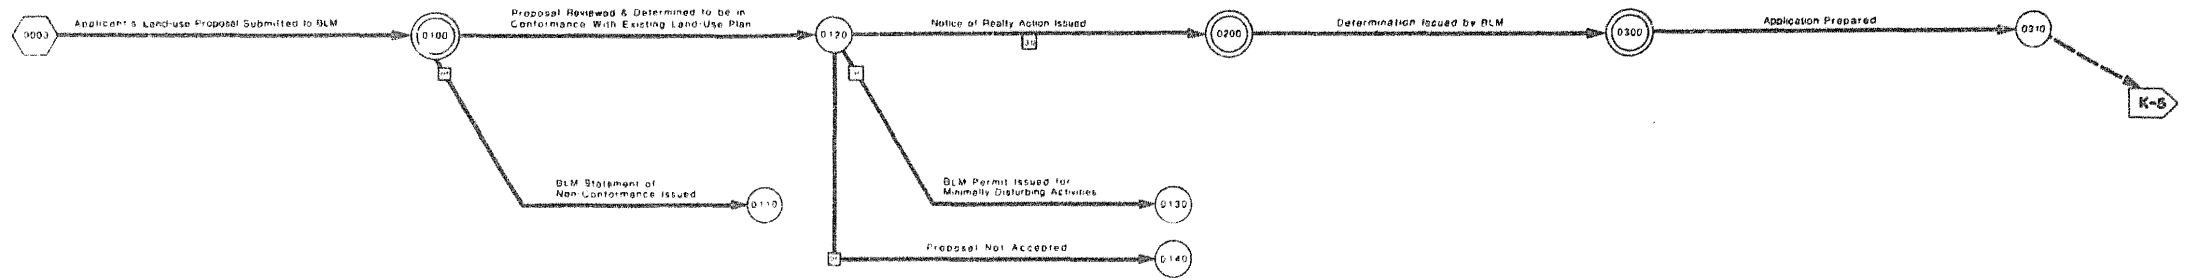 0003
Applicant's Land-use Proposal Submitted to BLM
0100
Proposal Reviewed & Determined to be in
Conformance With Existing Land-Use Plan
0120
Notice of Realty Action Issued
30
0200
Determination Issued by BLM
0300
Application Prepared
0310
K-5
BLM Statement of
Non-Conformance Issued
0110
BLM Permit Issued for
Minimally Disturbing Activities
0130
Proposal Not Accepted
0140